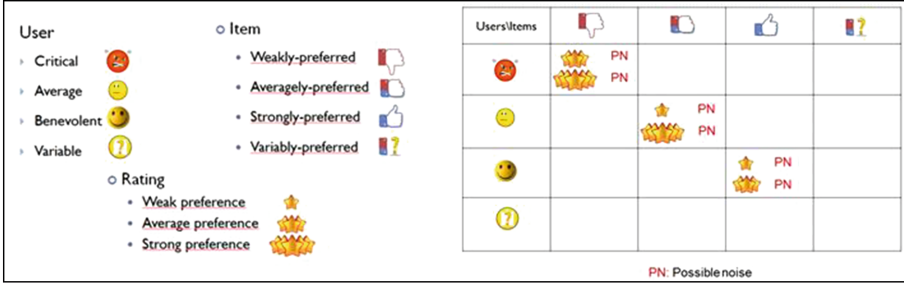 User
Critical
Average
Benevolent
Variable
Item
Weakly-preferred
Averagely-preferred
Strongly-preferred
Variably-preferred
Rating
Weak preference
Average preference
Strong preference
Users\Items
PN
PN
PN
PN
PN
PN
PN: Possible noise